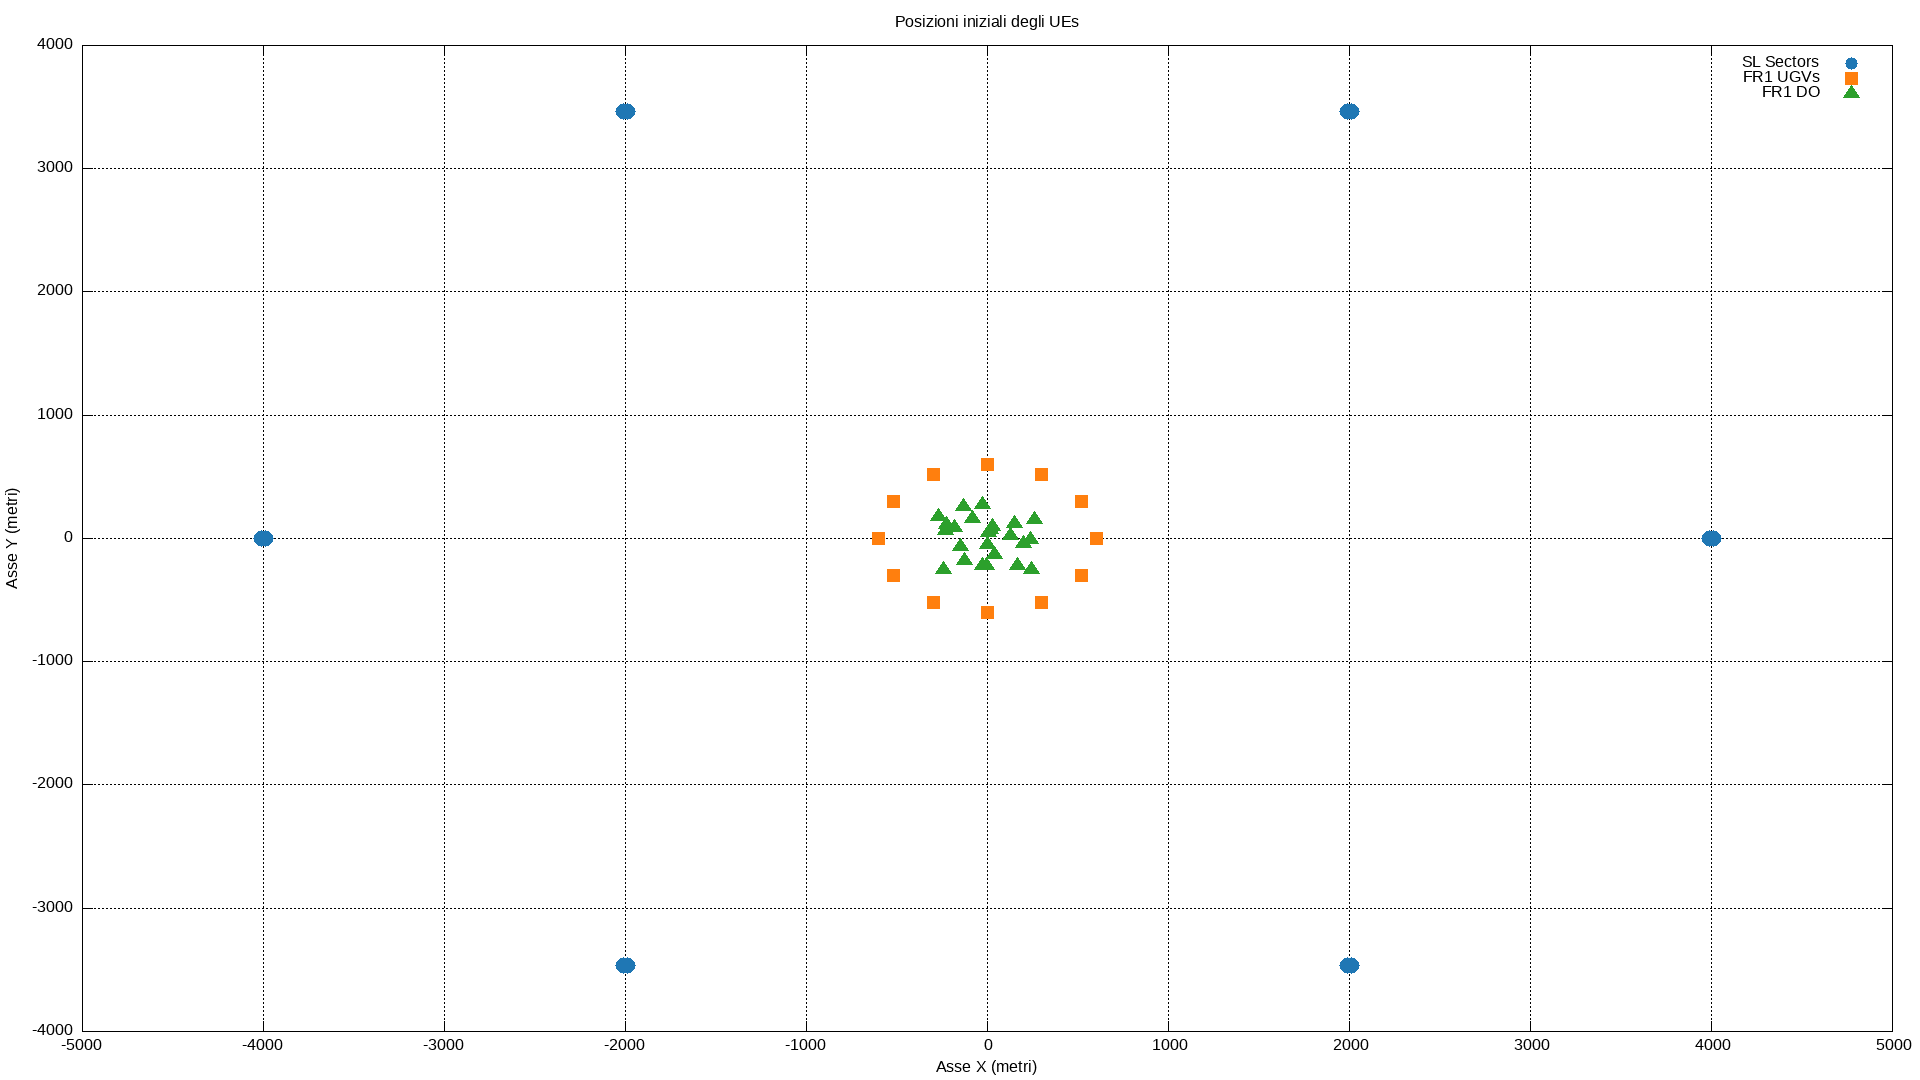 Posizioni iniziali degli UEs
4000
3000
2000
1000
0
-1000
-2000
-3000
-4000
Asse Y (metri)
SL Sectors
FR1 UGVs
FR1 DO
-5000 -4000 -3000 -2000 -1000 0 1000 2000 3000 4000 5000
Asse X (metri)